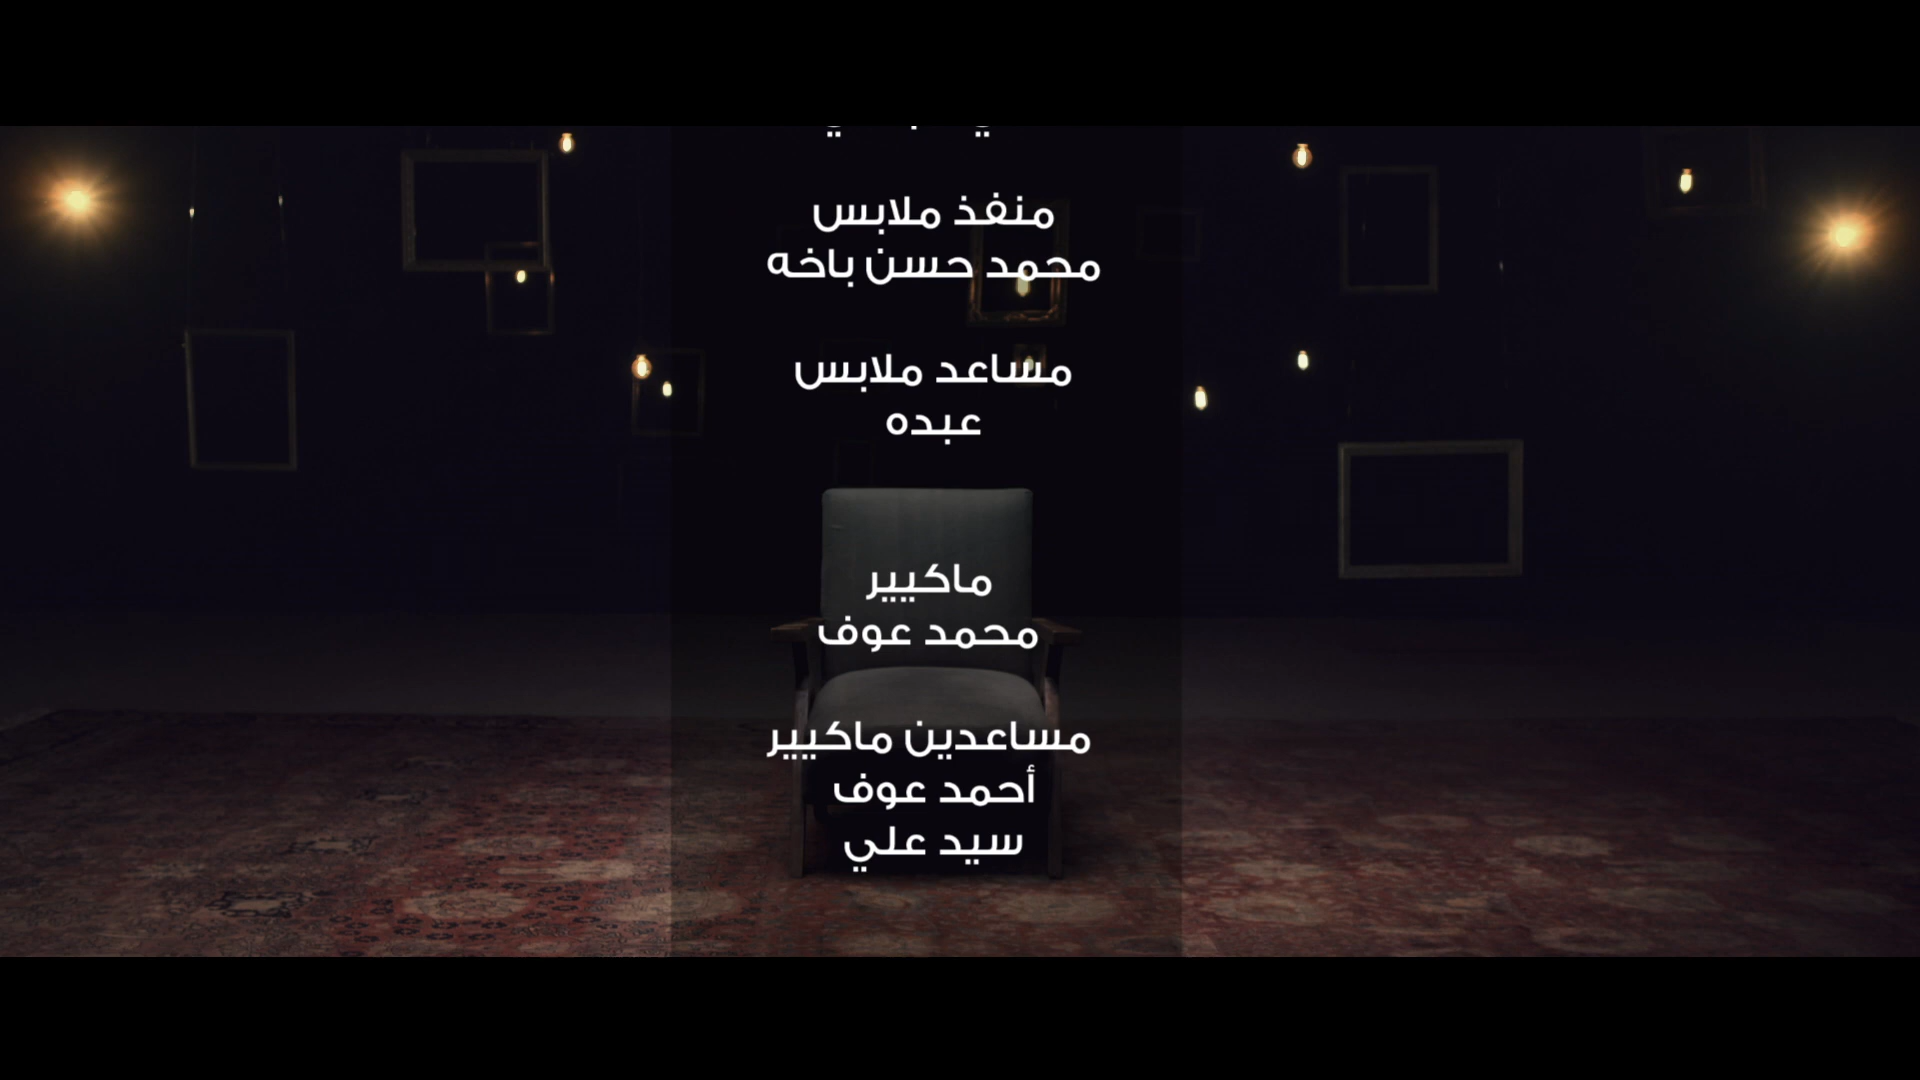 منفذ ملابس
محمد حسن باخه
مساعد ملابس
عبده
ماكيير
محمد عوف
مساعدين ماكيير
أحمد عوف
سيد علي